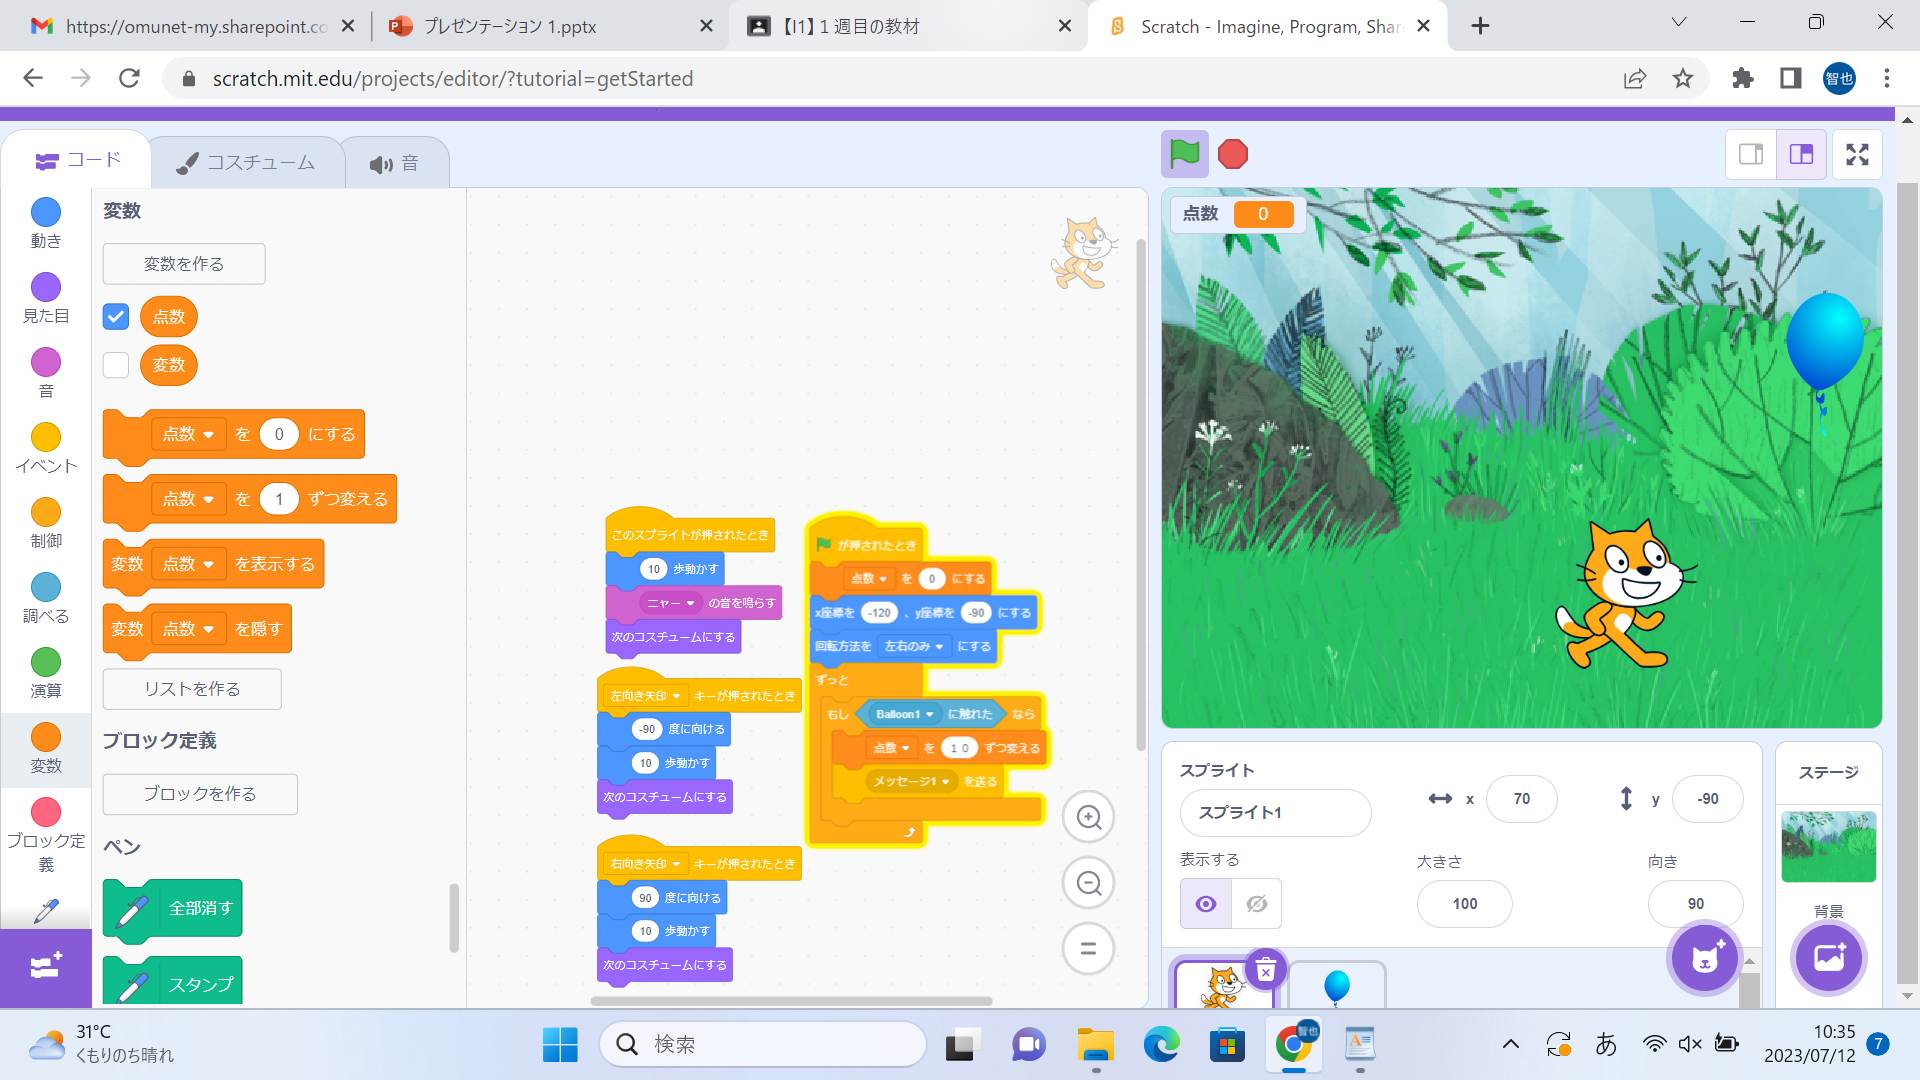 https://omunet-my.sharepoint.co
プレゼンテーション 1.pptx
【I1】1 週目の教材
Scratch - Imagine, Program, Shar
scratch.mit.edu/projects/editor/?tutorial=getStarted
智也
コード
コスチューム
音
動き
見た目
音
イベント
制御
調べる
演算
変数
ブロック定
義
変数
変数を作る
点数
変数
点数 を 0 にする
点数 を 1 ずつ変える
変数 点数 を表示する
変数 点数 を隠す
リストを作る
ブロック定義
ブロックを作る
ペン
全部消す
スタンプ
このスプライトが押されたとき
10 歩動かす
ニャー の音を鳴らす
次のコスチュームにする
左向き矢印 キーが押されたとき
-90 度に向ける
10 歩動かす
次のコスチュームにする
右向き矢印 キーが押されたとき
90 度に向ける
10 歩動かす
次のコスチュームにする
が押されたとき
点数 を 0 にする
x座標を -120 、y座標を -90 にする
回転方法を 左右のみ にする
ずっと
もし Balloon1 に触れた なら
点数 を 10 ずつ変える
メッセージ1 を送る
点数 0
スプライト
スプライト1
x 70
y -90
表示する
大きさ
向き
100
90
ステージ
背景
31°C
くもりのち晴れ
検索
智也
あ
10:35
2023/07/12
7